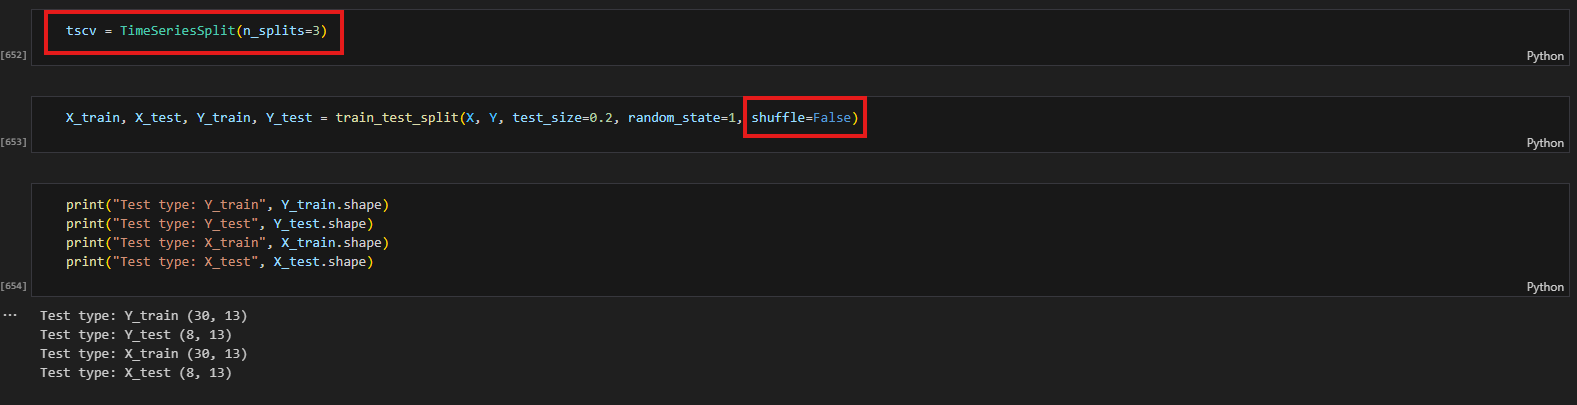 tscv = TimeSeriesSplit(n_splits=3)
[652]
Python
X_train, X_test, Y_train, Y_test = train_test_split(X, Y, test_size=0.2, random_state=1, shuffle=False)
[653]
Python
print("Test type: Y_train", Y_train.shape)
print("Test type: Y_test", Y_test.shape)
print("Test type: X_train", X_train.shape)
print("Test type: X_test", X_test.shape)
[654]
Python
...
Test type: Y_train (30, 13)
Test type: Y_test (8, 13)
Test type: X_train (30, 13)
Test type: X_test (8, 13)